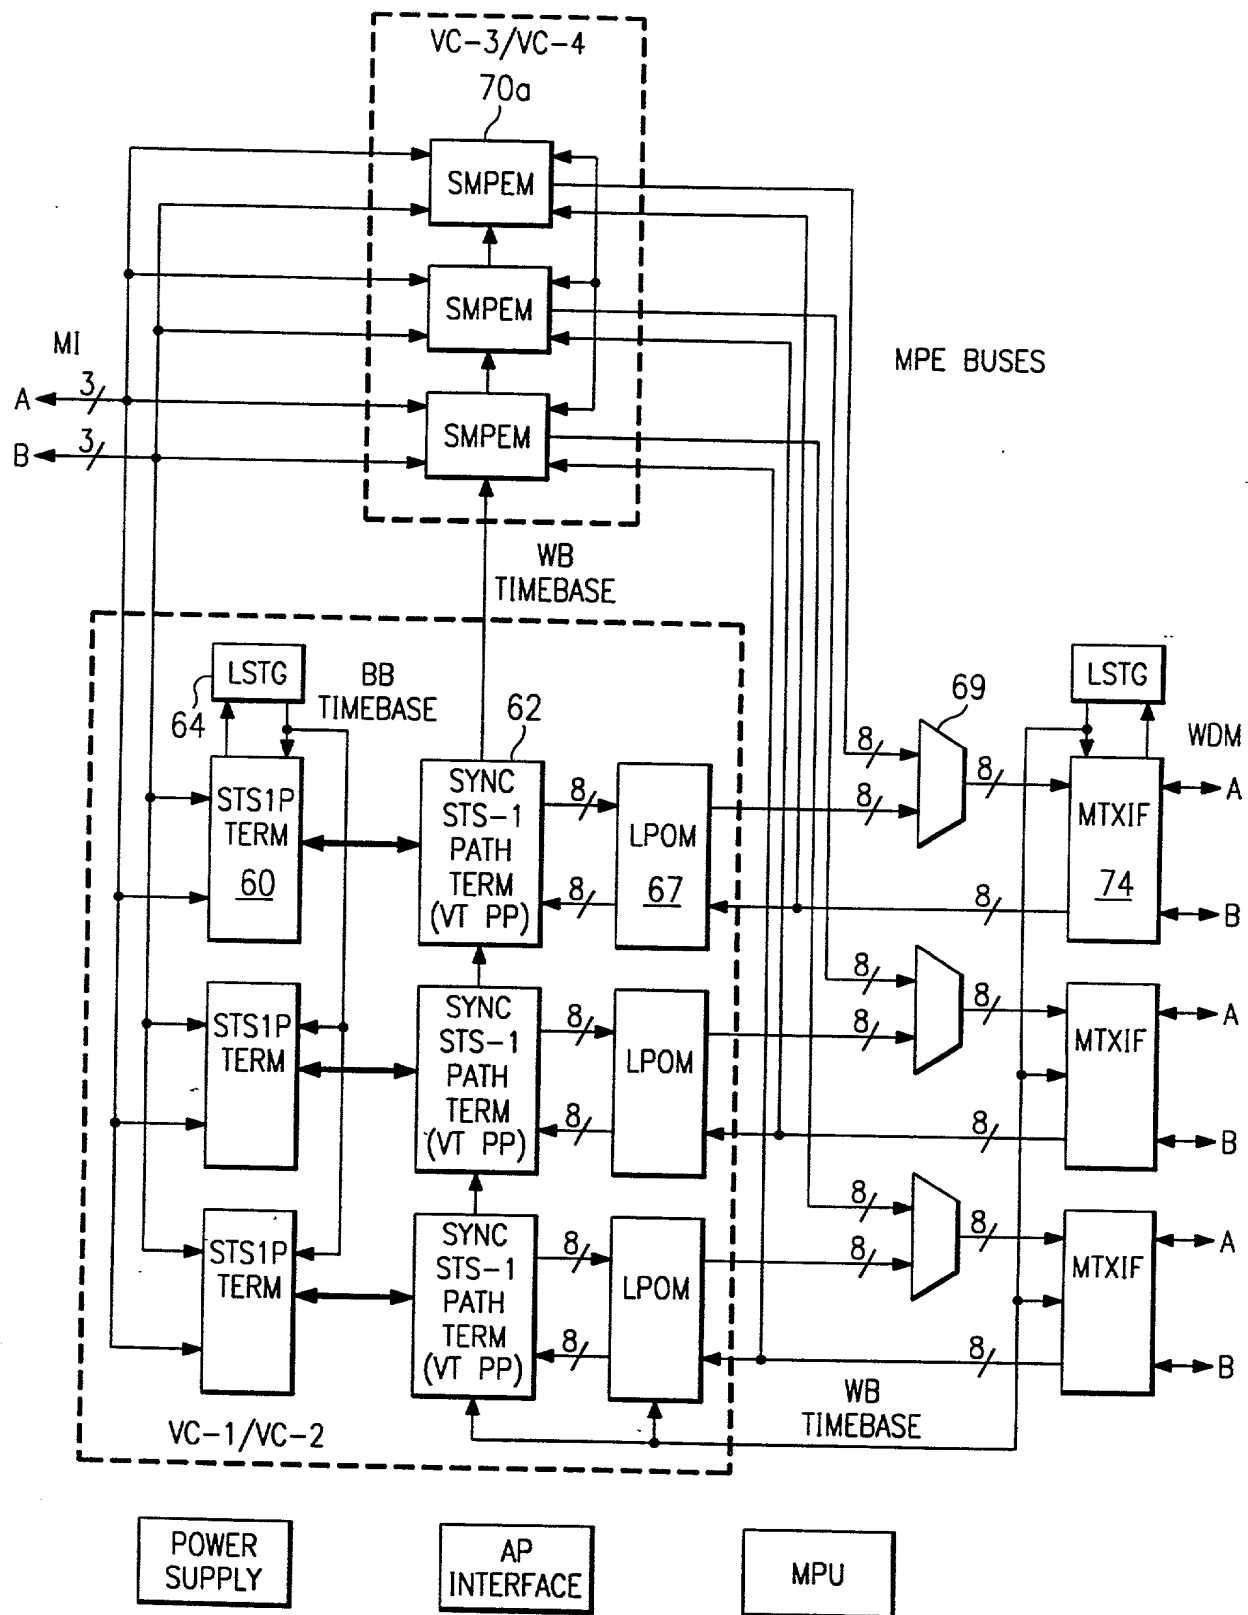 VC-3/VC-4
70a
SMPEM
SMPEM
MPE BUSES
MI
A 3
SMPEM
B 3
WB
TIMEBASE
LSTG
64
BB
TIMEBASE
62
69
LSTG
WDM
STS1P
TERM
60
SYNC
STS-1
PATH
TERM
(VT PP)
8
8
LPOM
67
8
8
8
8
MTXIF
74
A
B
STS1P
TERM
SYNC
STS-1
PATH
TERM
(VT PP)
8
8
LPOM
8
8
8
8
MTXIF
A
B
STS1P
TERM
SYNC
STS-1
PATH
TERM
(VT PP)
8
8
LPOM
8
8
8
8
MTXIF
A
B
WB
TIMEBASE
VC-1/VC-2
POWER
SUPPLY
AP
INTERFACE
MPU